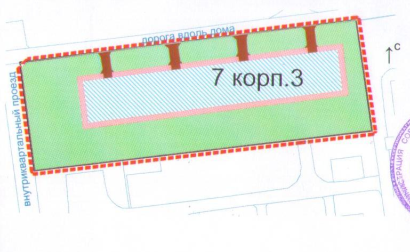 дорога вдоль дома
7 корп.3
С
внутриквартальный проезд